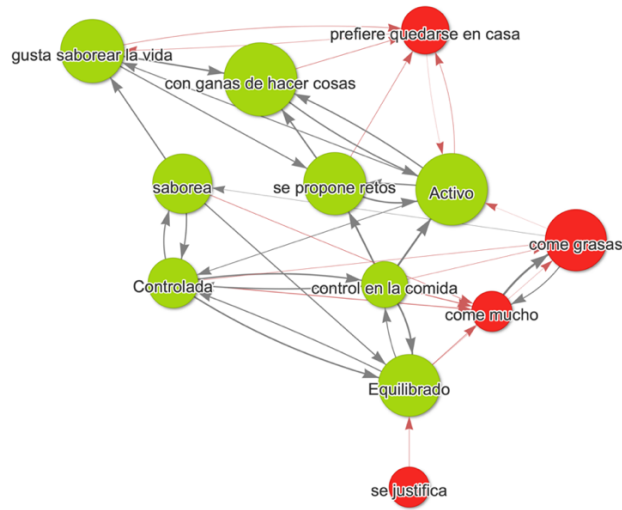 prefiere quedarse en casa
gusta saborear la vida
con ganas de hacer cosas
saborea
se propone retos
Activo
come grasas
Controlada
control en la comida
come mucho
Equilibrado
se justifica